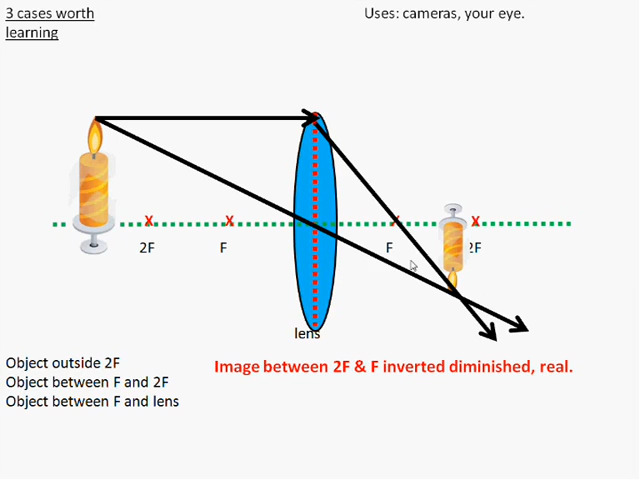 3 cases worth
learning
Uses: cameras, your eye.
X X X X
2F F F 2F
lens
Object outside 2F
Object between F and 2F
Object between F and lens
Image between 2F & F inverted diminished, real.